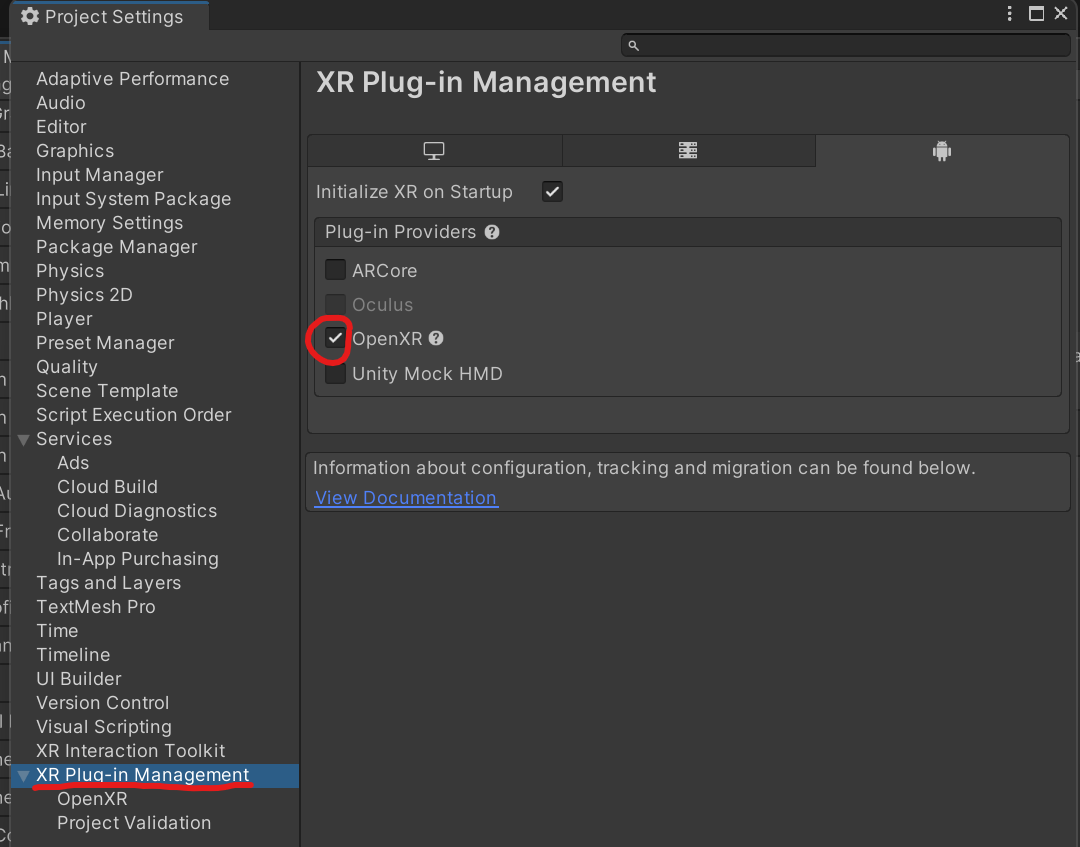 Project Settings
Adaptive Performance
Audio
Editor
Graphics
Input Manager
Input System Package
Memory Settings
Package Manager
Physics
Physics 2D
Player
Preset Manager
Quality
Scene Template
Script Execution Order
Services
Ads
Cloud Build
Cloud Diagnostics
Collaborate
In-App Purchasing
Tags and Layers
TextMesh Pro
Time
Timeline
UI Builder
Version Control
Visual Scripting
XR Interaction Toolkit
XR Plug-in Management
OpenXR
Project Validation
XR Plug-in Management
Initialize XR on Startup
Plug-in Providers
ARCore
Oculus
OpenXR
Unity Mock HMD
Information about configuration, tracking and migration can be found below.
View Documentation